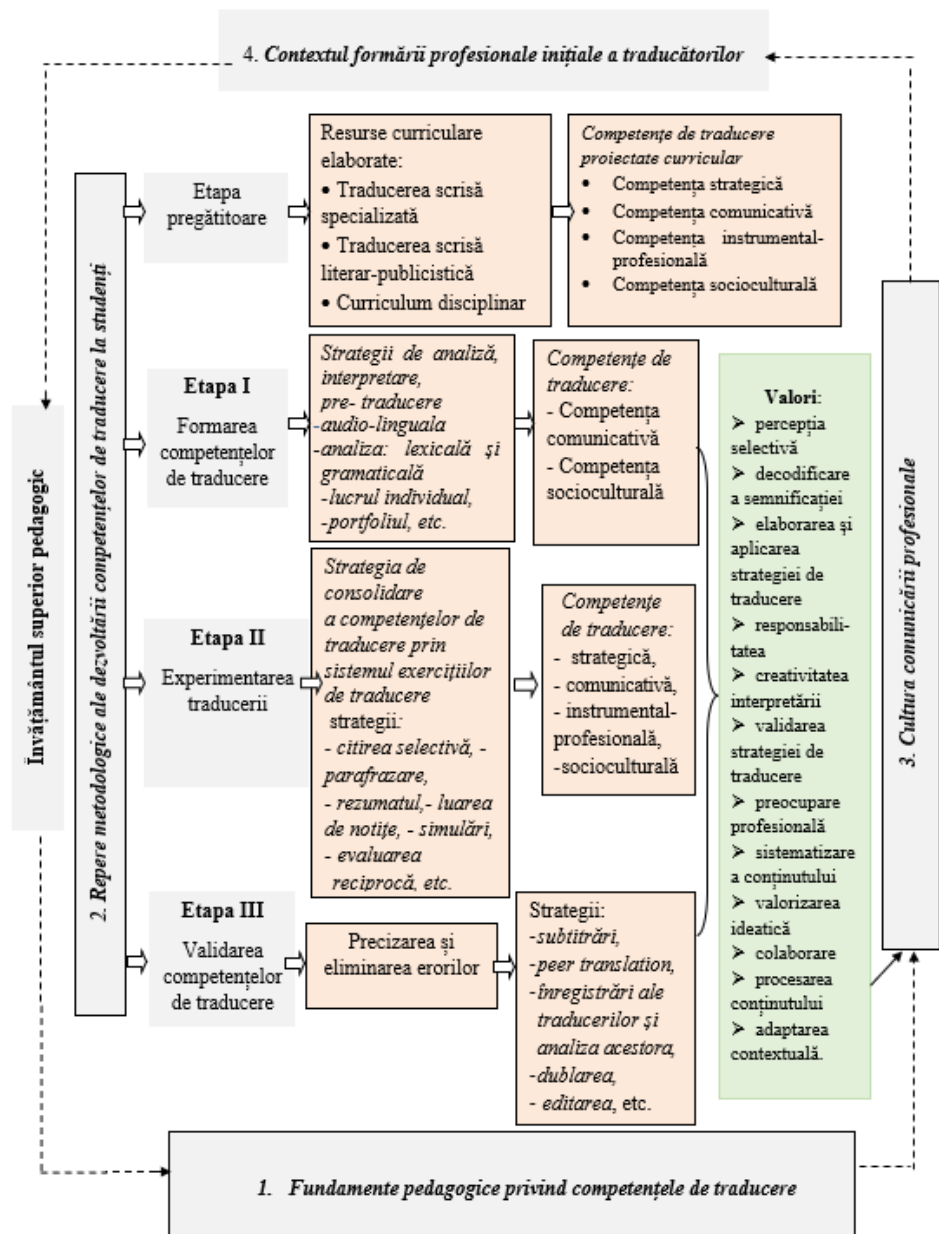 4. Contextul formării profesionale inițiale a traducătorilor
Învățământul superior pedagogic
2. Repere metodologice ale dezvoltării competențelor de traducere la studenți
Etapa
pregătitoare
Resurse curriculare
elaborate:
• Traducerea scrisă
specializată
• Traducerea scrisă
literar-publicistică
• Curriculum disciplinar
Competențe de traducere
proiectate curricular
• Competența strategică
• Competența comunicativă
• Competența instrumental-
profesională
• Competența socioculturală
Etapa I
Formarea
competențelor
de traducere
Strategii de analiză,
interpretare,
pre- traducere
-audio-linguala
-analiza: lexicală și
gramaticală
-lucrul individual,
-portfoliul, etc.
Competențe de
traducere:
- Competența
comunicativă
- Competența
socioculturală
Etapa II
Experimentarea
traducerii
Strategia de
consolidare
a competențelor de
traducere prin
sistemul exercițiilor
de traducere
strategii:
- citirea selectivă, -
parafrazare,
- rezumatul,- luarea
de notițe, - simulări,
- evaluarea
reciprocă, etc.
Competențe
de traducere:
- strategică,
- comunicativă,
- instrumental-
profesională,
-socioculturală
Etapa III
Validarea
competențelor
de traducere
Precizarea și
eliminarea erorilor
Strategii:
-subtitrări,
-peer translation,
-înregistrări ale
traducerilor și
analiza acestora,
-dublarea,
- editarea, etc.
Valori:
➢ percepția
selectivă
➢ decodificare
a semnificației
➢ elaborarea și
aplicarea
strategiei de
traducere
➢ responsabili-
tatea
➢ creativitatea
interpretării
➢ validarea
strategiei de
traducere
➢ preocupare
profesională
➢ sistematizare
a conținutului
➢ valorizarea
ideatică
➢ colaborare
➢ procesarea
conținutului
➢ adaptarea
contextuală.
3. Cultura comunicării profesionale
1. Fundamente pedagogice privind competențele de traducere